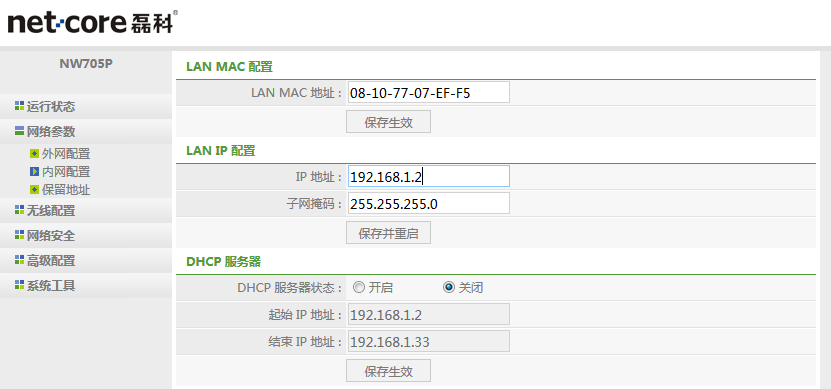 net-core磊科®
NW705P
运行状态
网络参数
外网配置
内网配置
保留地址
无线配置
网络安全
高级配置
系统工具
LAN MAC 配置
LAN MAC 地址： 08-10-77-07-EF-F5
保存生效
LAN IP 配置
IP 地址： 192.168.1.2
子网掩码： 255.255.255.0
保存并重启
DHCP 服务器
DHCP 服务器状态： 开启 关闭
起始 IP 地址： 192.168.1.2
结束 IP 地址： 192.168.1.33
保存生效